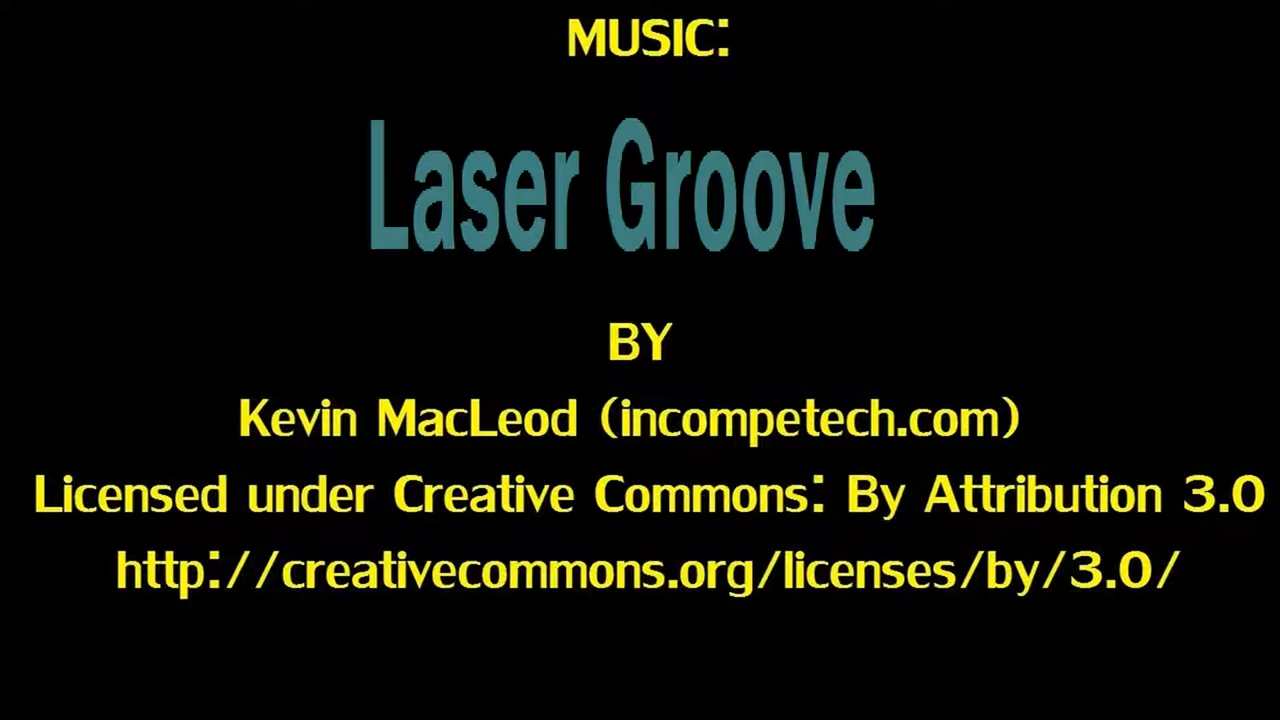 MUSIC:
Laser Groove
BY
Kevin MacLeod (incompetech.com)
Licensed under Creative Commons: By Attribution 3.0
http://creativecommons.org/licenses/by/3.0/